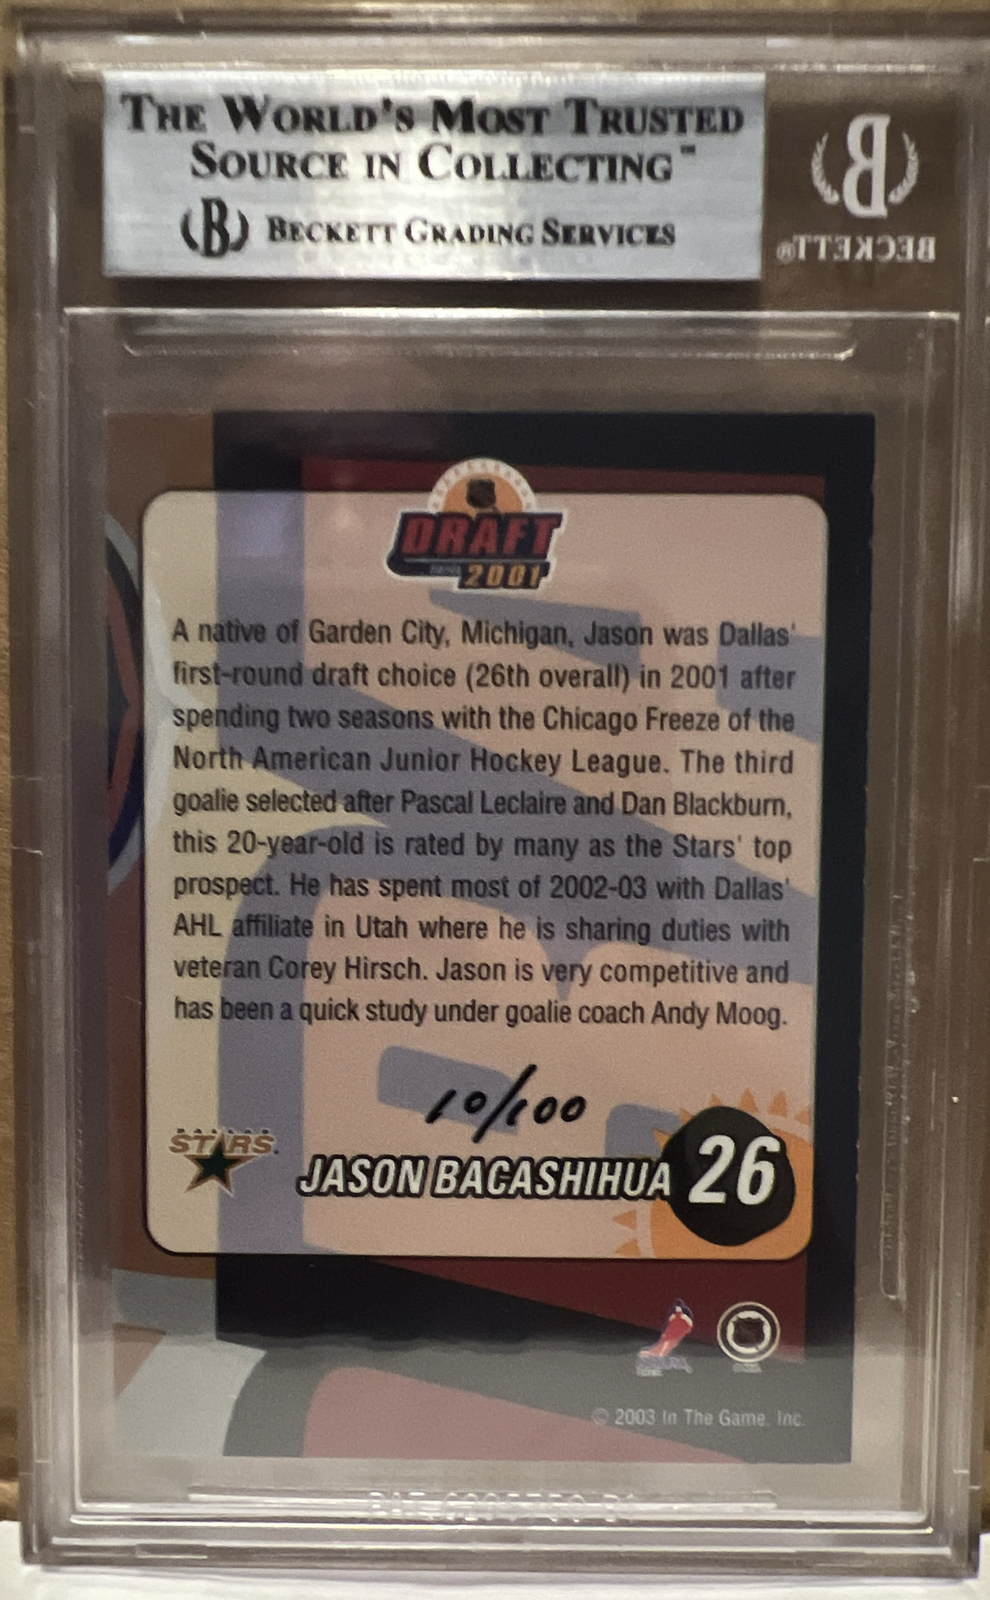 THE WORLD'S MOST TRUSTED
SOURCE IN COLLECTING™
B BECKETT GRADING SERVICES
B
BECKETT®
DRAFT
2001
A native of Garden City, Michigan, Jason was Dallas'
first-round draft choice (26th overall) in 2001 after
spending two seasons with the Chicago Freeze of the
North American Junior Hockey League. The third
goalie selected after Pascal Leclaire and Dan Blackburn,
this 20-year-old is rated by many as the Stars' top
prospect. He has spent most of 2002-03 with Dallas'
AHL affiliate in Utah where he is sharing duties with
veteran Corey Hirsch. Jason is very competitive and
has been a quick study under goalie coach Andy Moog.
10/100
STARS
JASON BACASHIHUA 26
© 2003 In The Game, Inc.